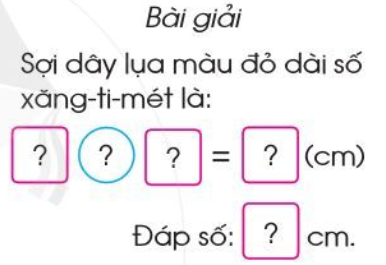 Bài giải
Sợi dây lụa màu đỏ dài số
xăng-ti-mét là:
? ? ? = ? (cm)
Đáp số: ? cm.